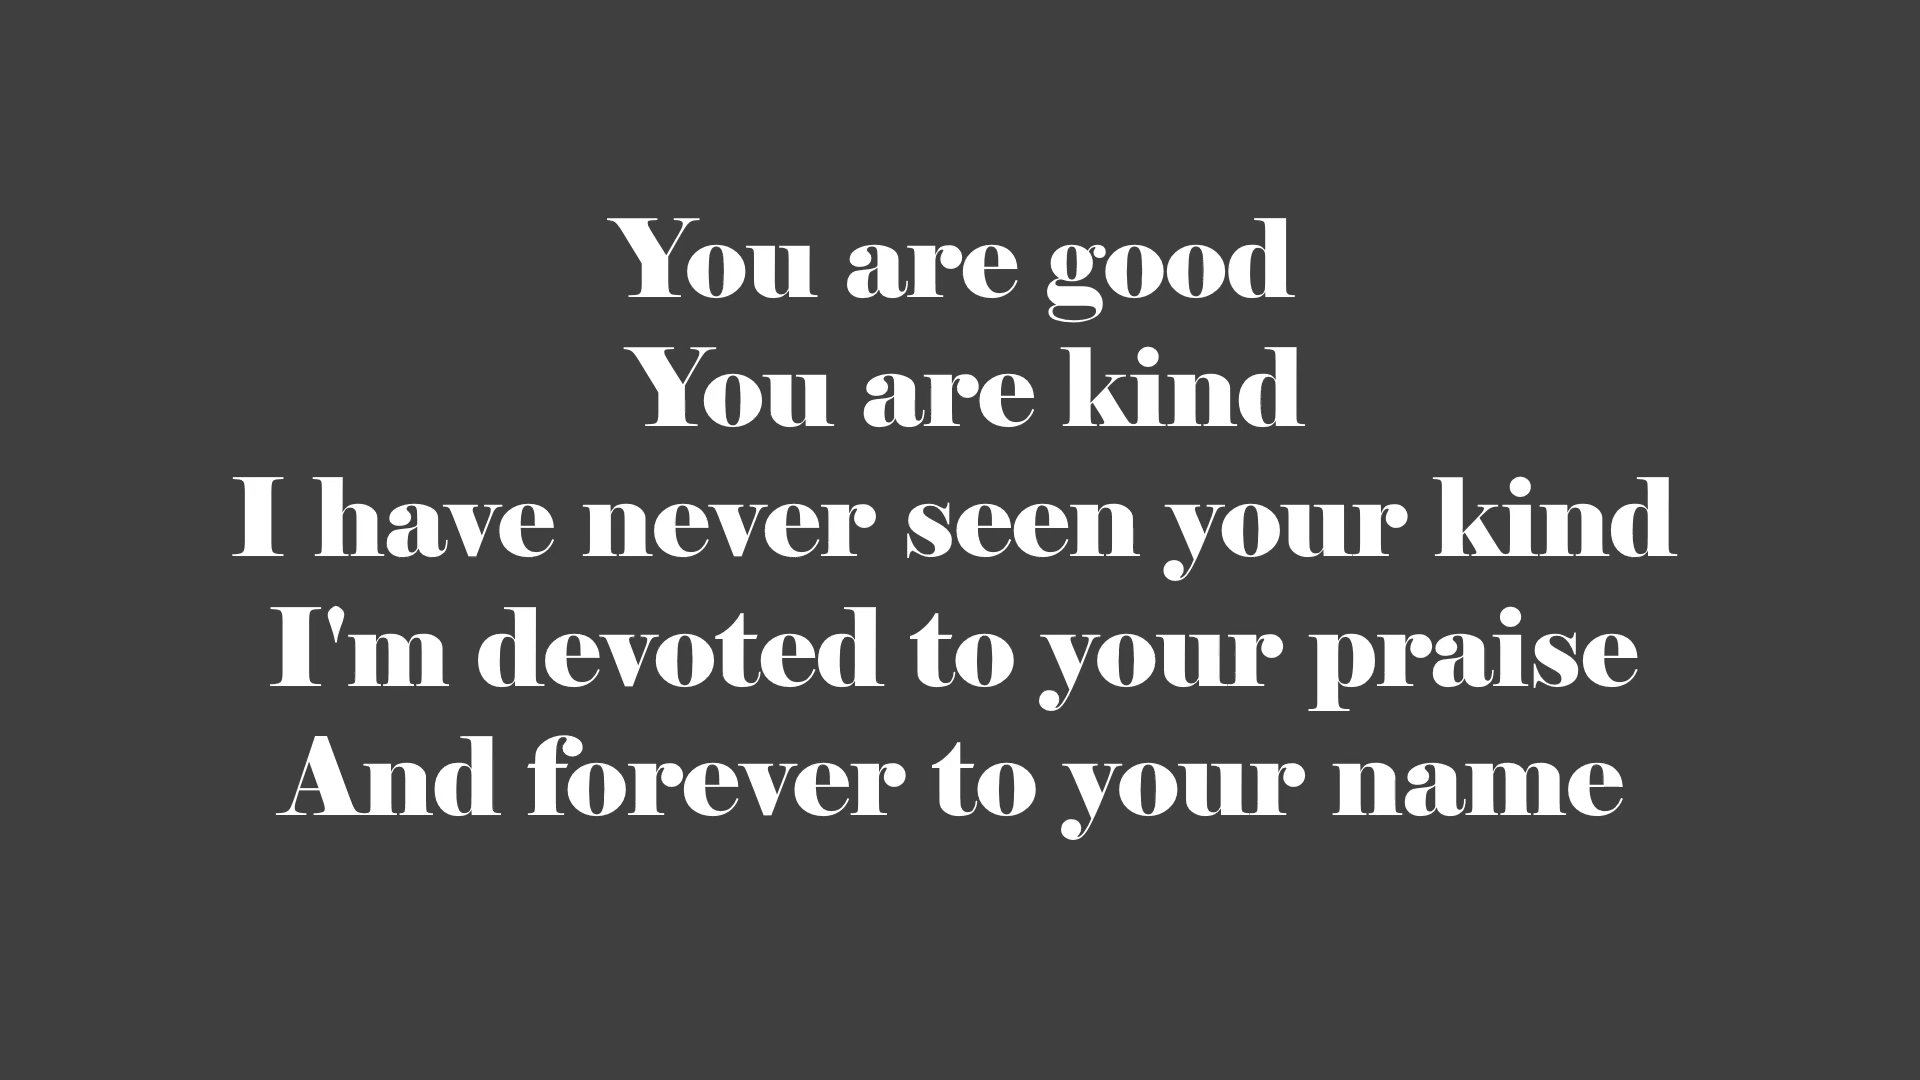 You are good
You are kind
I have never seen your kind
I'm devoted to your praise
And forever to your name